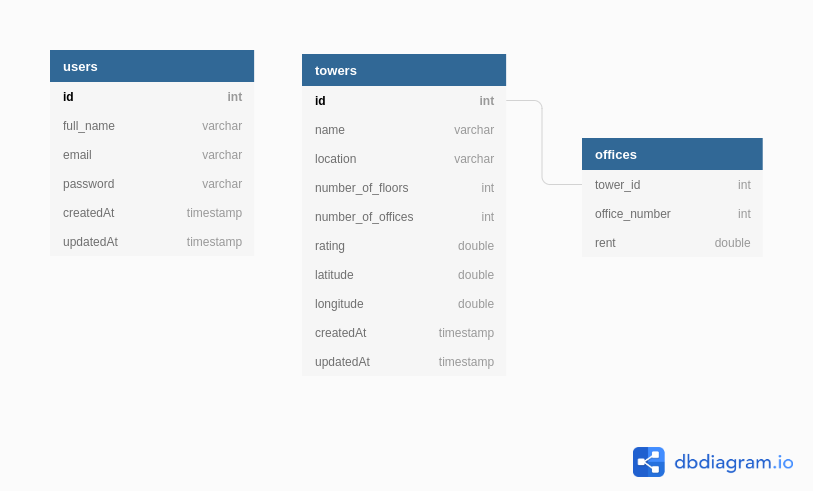 users
id int
full_name varchar
email varchar
password varchar
createdAt timestamp
updatedAt timestamp
towers
id int
name varchar
location varchar
number_of_floors int
number_of_offices int
rating double
latitude double
longitude double
createdAt timestamp
updatedAt timestamp
offices
tower_id int
office_number int
rent double
dbdiagram.io